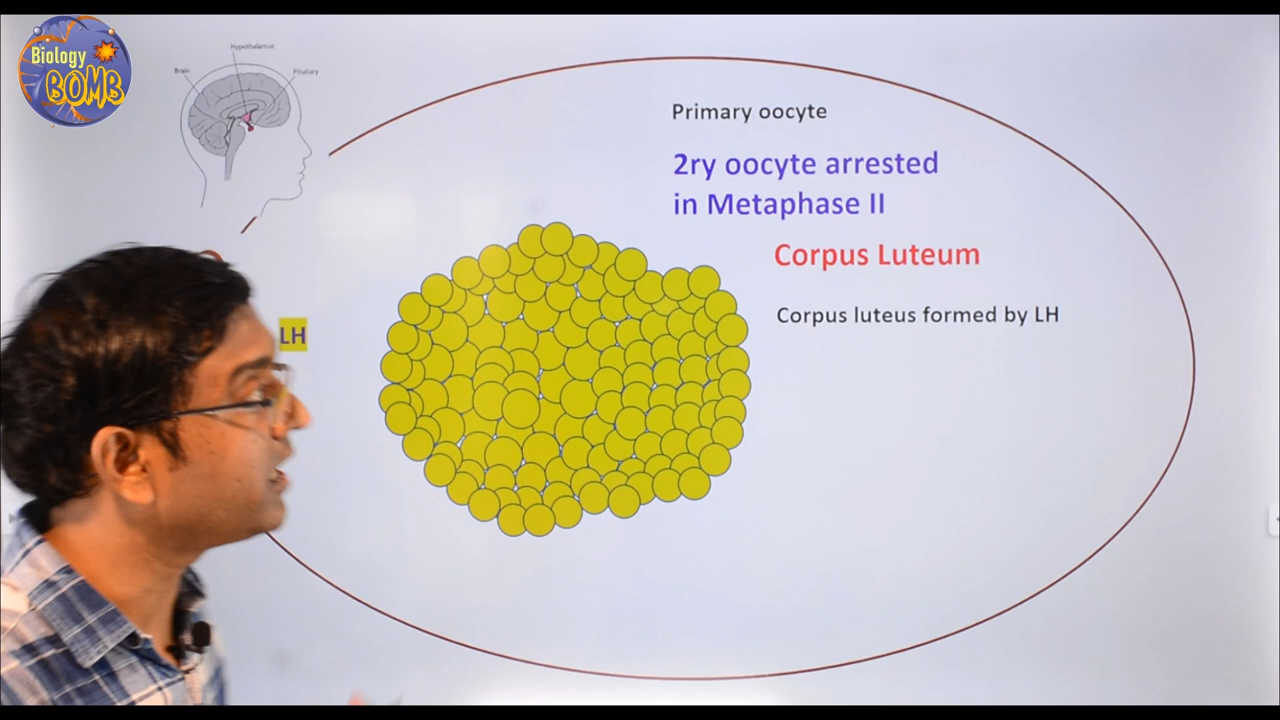 Biology
BOMB
Hypothalamus
Brain
Pituitary
Primary oocyte
2ry oocyte arrested
in Metaphase II
Corpus Luteum
Corpus luteus formed by LH
LH